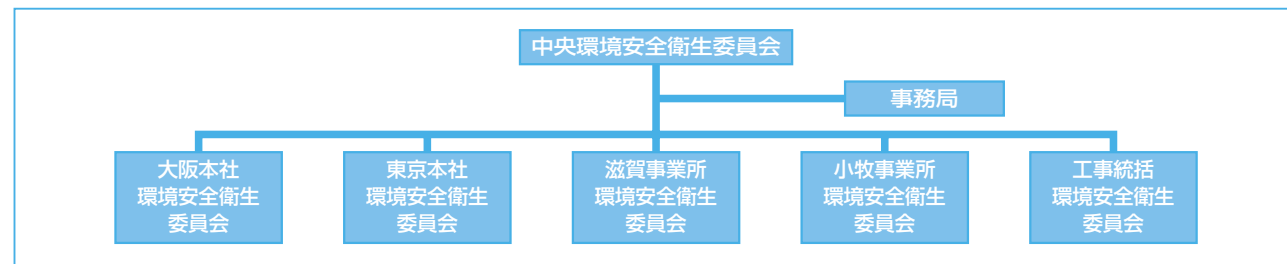 中央環境安全衛生委員会
事務局
大阪本社
環境安全衛生
委員会
東京本社
環境安全衛生
委員会
滋賀事業所
環境安全衛生
委員会
小牧事業所
環境安全衛生
委員会
工事統括
環境安全衛生
委員会